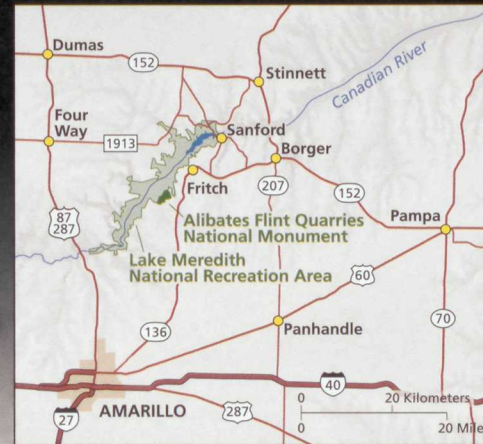 Dumas
152
Stinnett
Canadian River
Four
Way
1913
Sanford
Borger
Fritch
207
152
87
287
Alibates Flint Quarries
National Monument
Pampa
Lake Meredith
National Recreation Area
60
136
Panhandle
70
40
0
20 Kilometers
AMARILLO
287
27
0